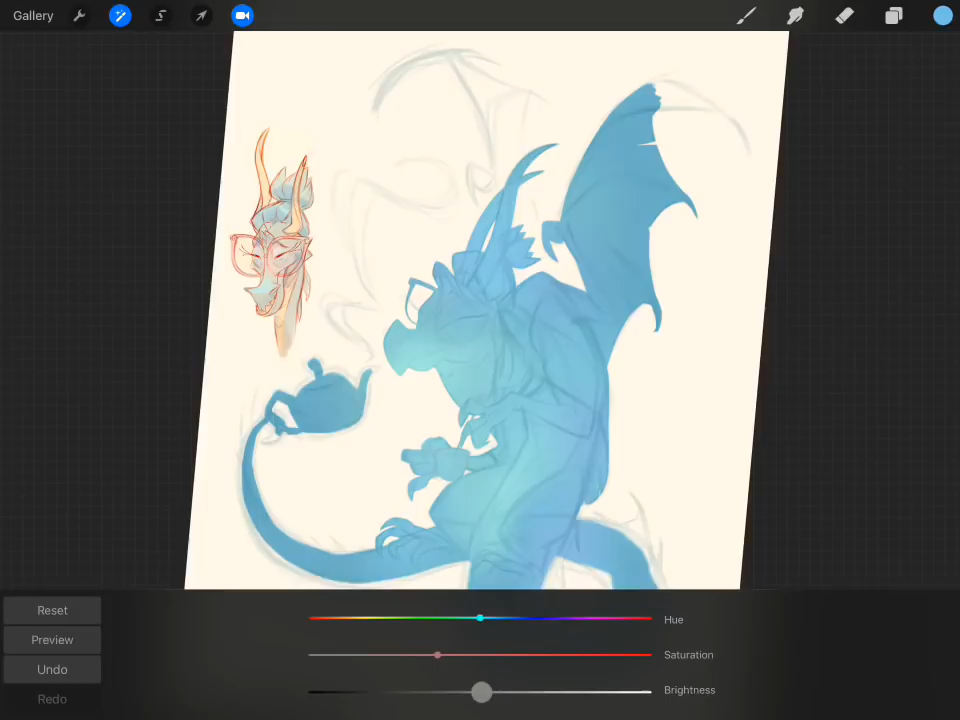 Gallery
Reset
Preview
Undo
Redo
Hue
Saturation
Brightness